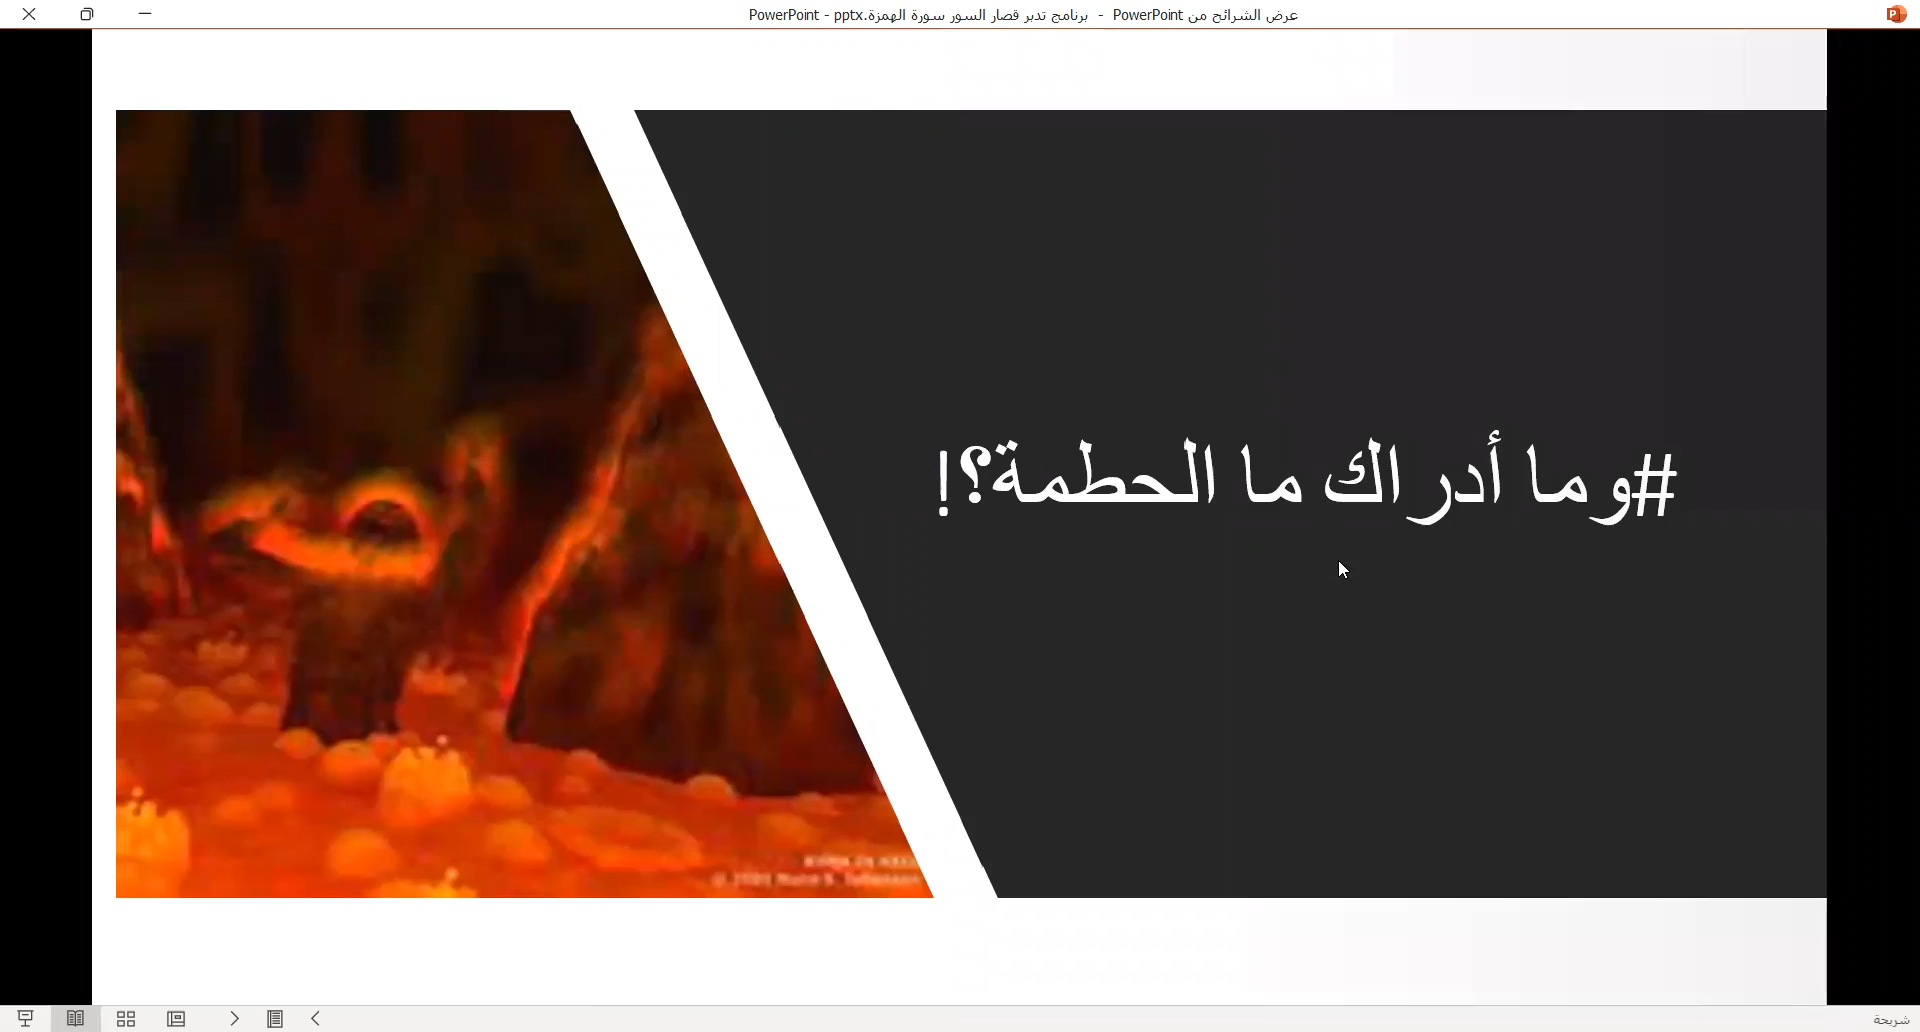 عرض الشرائح من PowerPoint - برنامج تدبر قصار السور سورة الهمزة.pptx - PowerPoint
#وما أدراك ما الحطمة؟!
شريحة